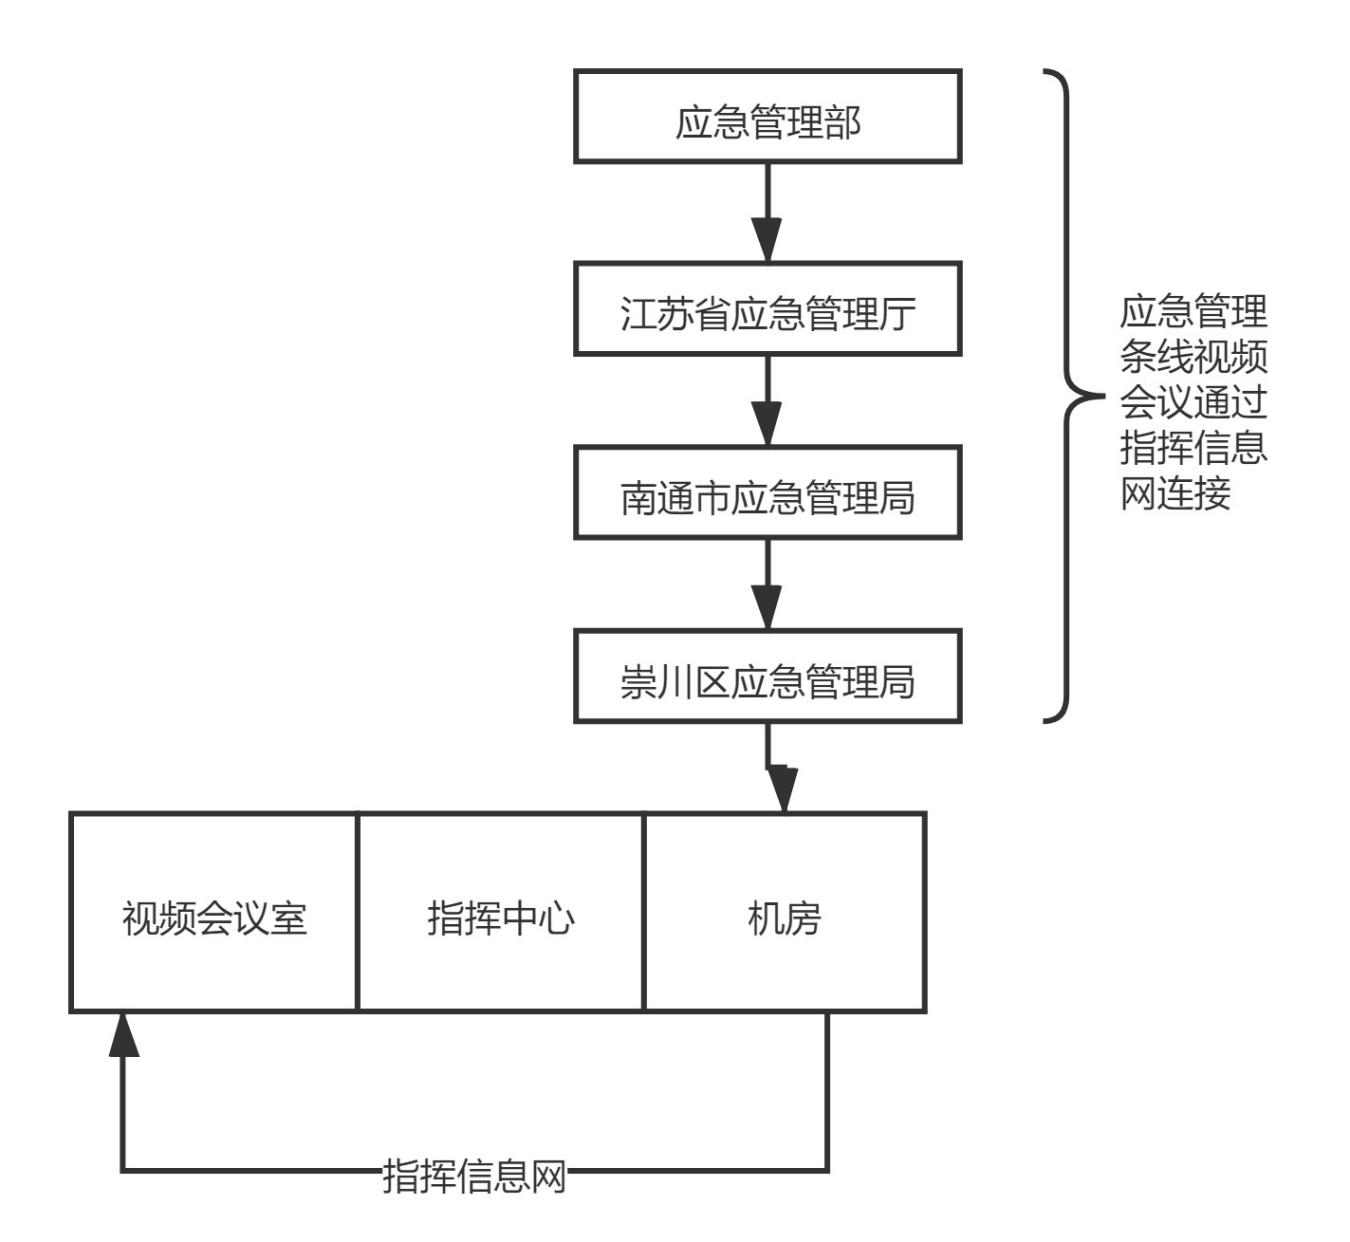 应急管理部
江苏省应急管理厅
应急管理
条线视频
会议通过
指挥信息
网连接
南通市应急管理局
崇川区应急管理局
视频会议室
指挥中心
机房
指挥信息网